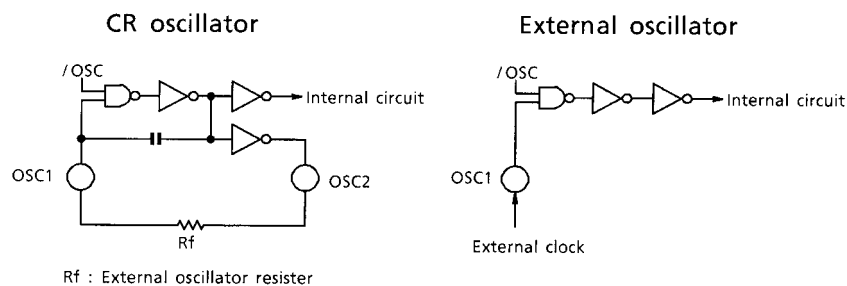 CR oscillator
/OSC
Internal circuit
OSC1
OSC2
Rf
Rf : External oscillator resister
External oscillator
/OSC
Internal circuit
OSC1
External clock